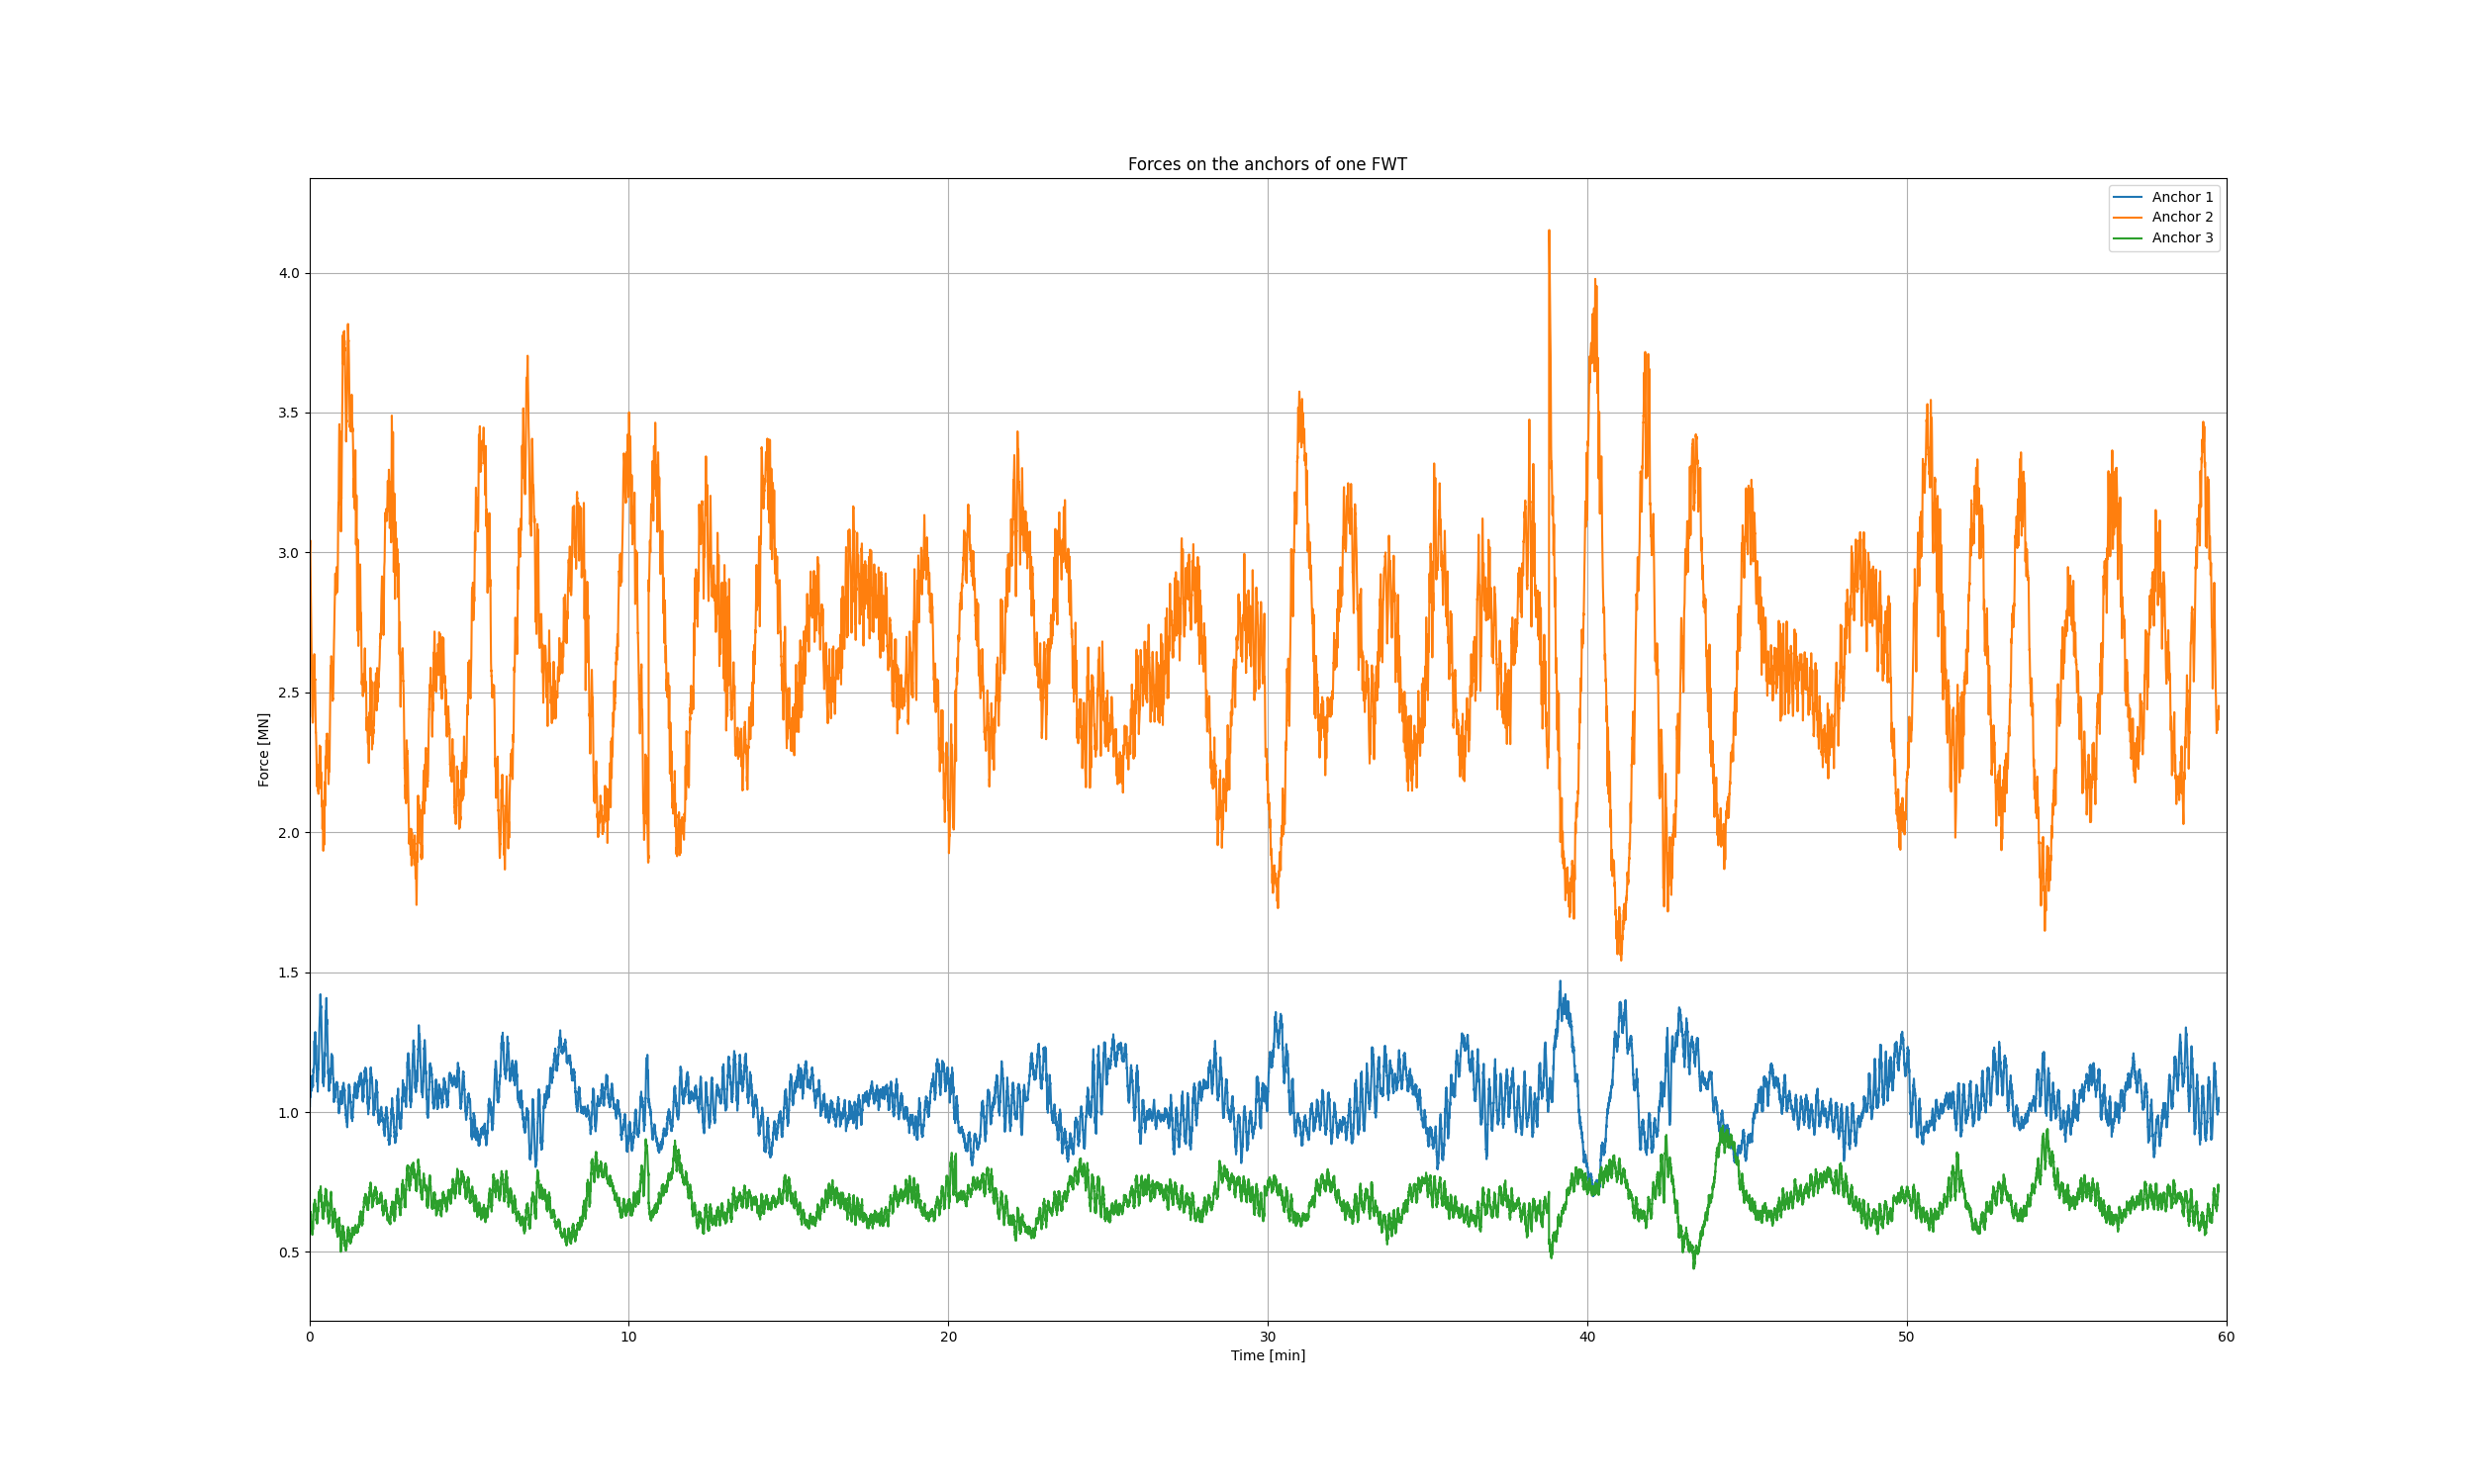 Forces on the anchors of one FWT
Anchor 1
Anchor 2
Anchor 3
4.0
3.5
3.0
2.5
2.0
1.5
1.0
0.5
Force [MN]
0 10 20 30 40 50 60
Time [min]